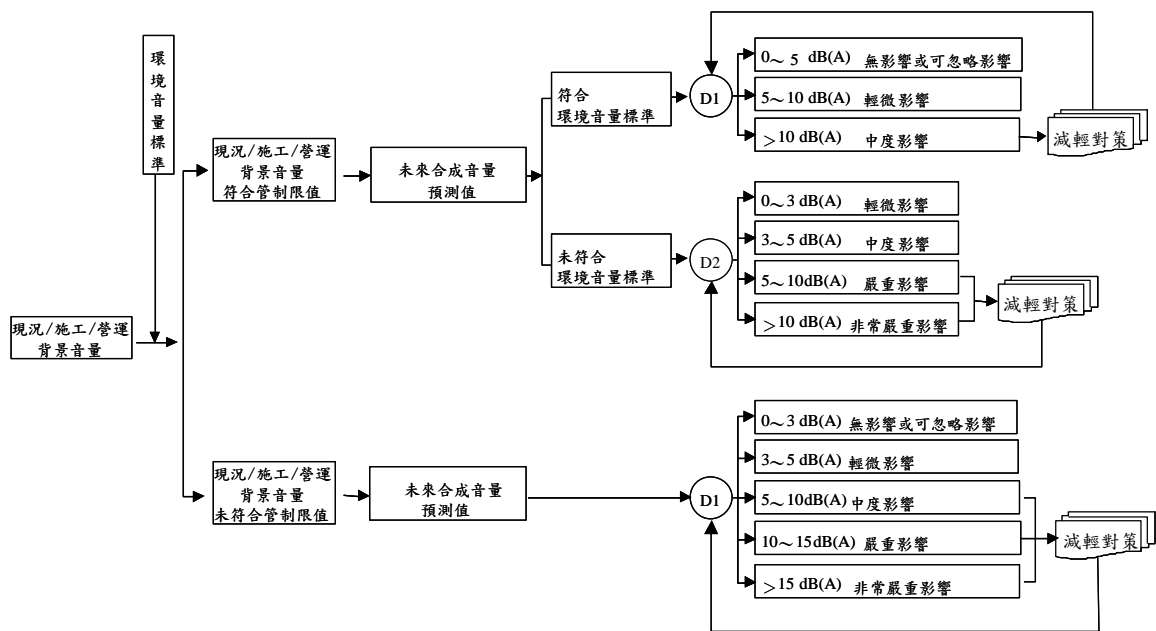 環
境
音
量
標
準
現況/施工/營運
背景音量
現況/施工/營運
背景音量
符合管制限值
未來合成音量
預測值
符合
環境音量標準
D1
0～5 dB(A) 無影響或可忽略影響
5～10 dB(A) 輕微影響
>10 dB(A) 中度影響
減輕對策
未符合
環境音量標準
D2
0～3 dB(A) 輕微影響
3～5 dB(A) 中度影響
5～10dB(A) 嚴重影響
>10 dB(A) 非常嚴重影響
減輕對策
現況/施工/營運
背景音量
未符合管制限值
未來合成音量
預測值
D1
0～3 dB(A) 無影響或可忽略影響
3～5 dB(A) 輕微影響
5～10dB(A) 中度影響
10～15dB(A) 嚴重影響
>15 dB(A) 非常嚴重影響
減輕對策